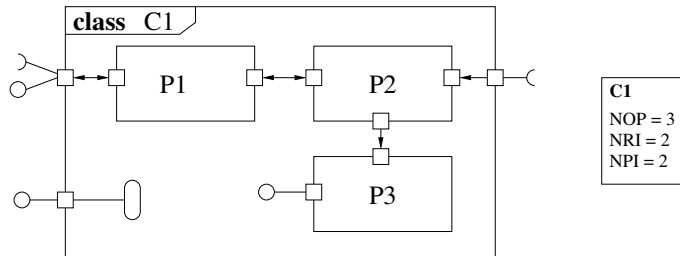 class C1
P1
P2
P3
C1
NOP = 3
NRI = 2
NPI = 2